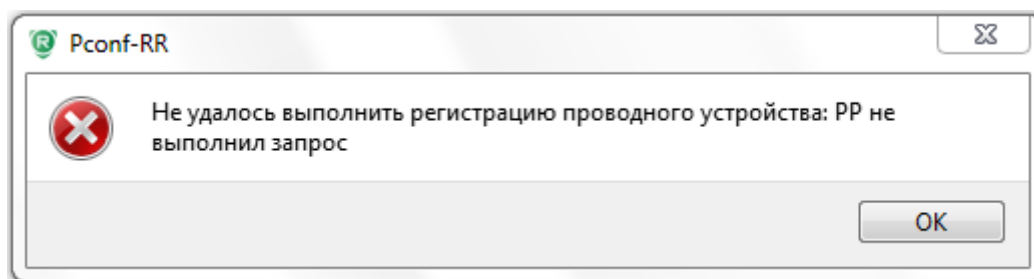 Pconf-RR
Не удалось выполнить регистрацию проводного устройства: РР не
выполнил запрос
OK